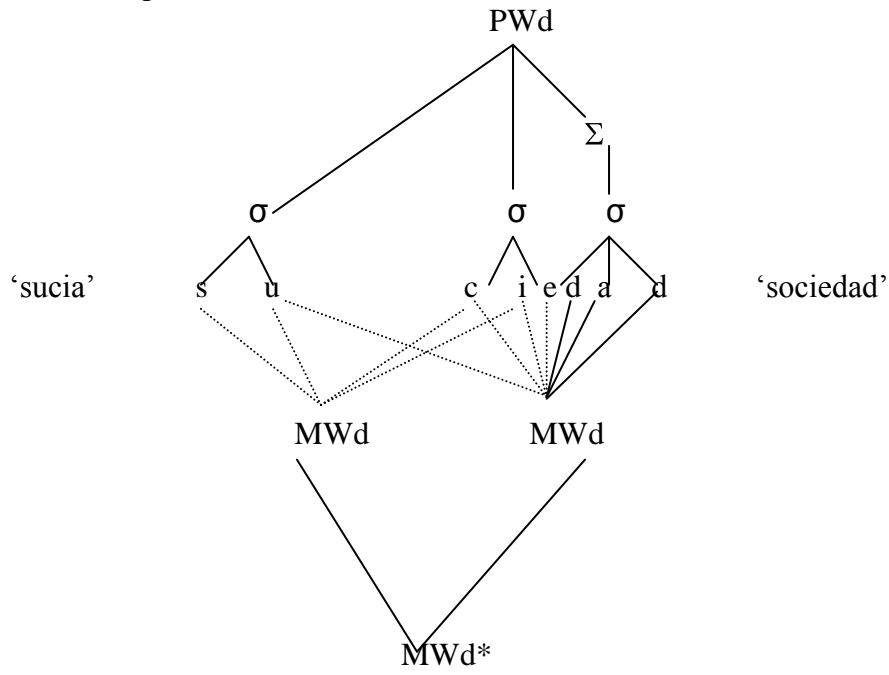 PWd
Σ
σ σ σ
‘sucia’ s u c i e d a d ‘sociedad’
MWd MWd
MWd*